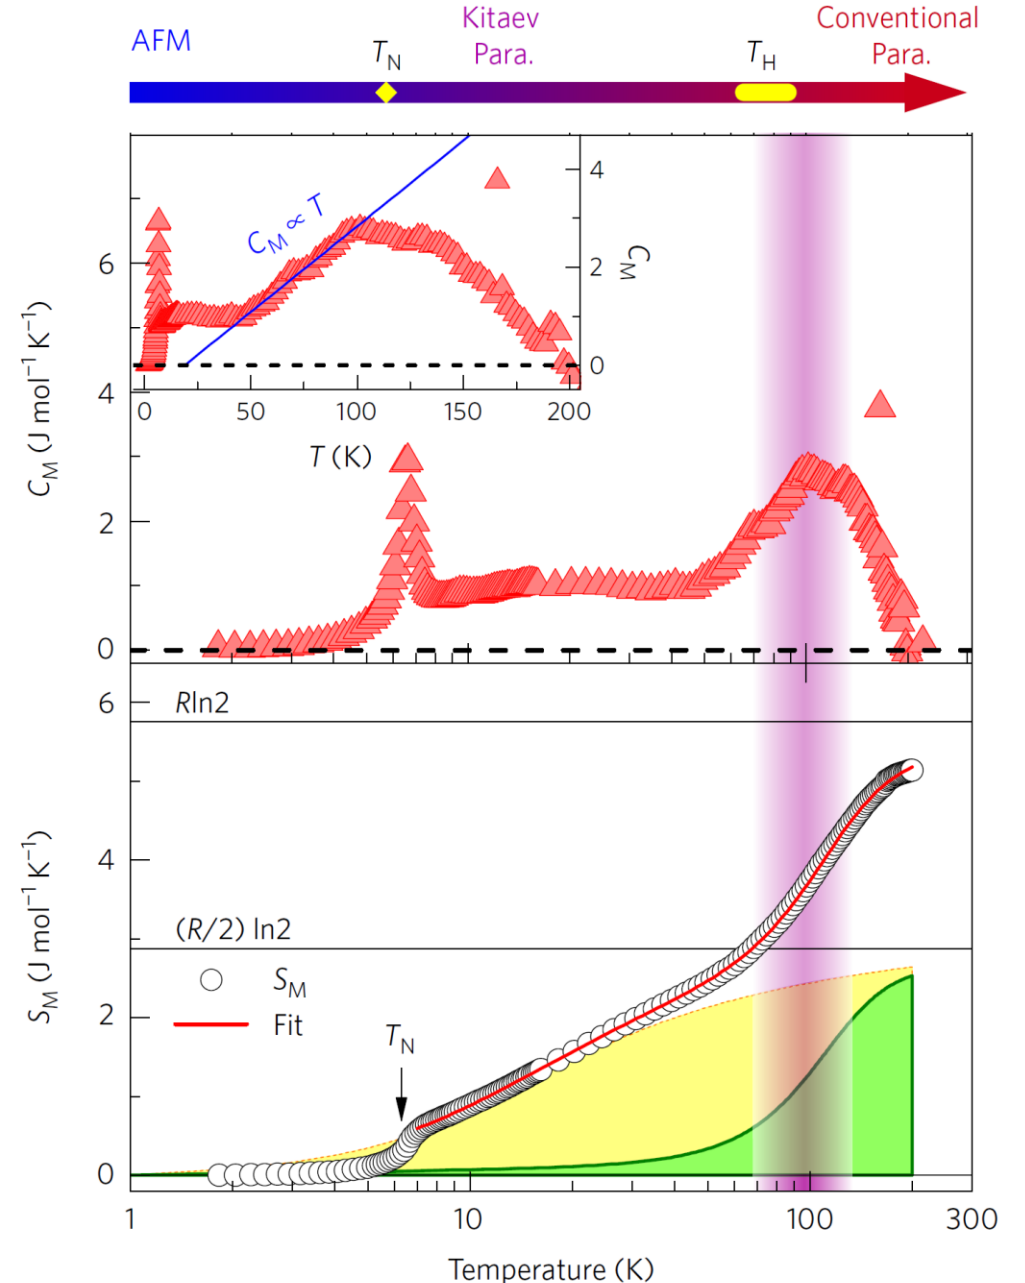 Kitaev
Para.
Conventional
Para.
AFM
T_N
T_H
C_M (J mol⁻¹ K⁻¹)
6
4
2
0
C_M ∝ T
4
2
0
C_M
0
50
100
150
200
T (K)
S_M (J mol⁻¹ K⁻¹)
6
4
2
0
Rln2
(R/2) ln2
S_M
Fit
T_N
1
10
100
300
Temperature (K)